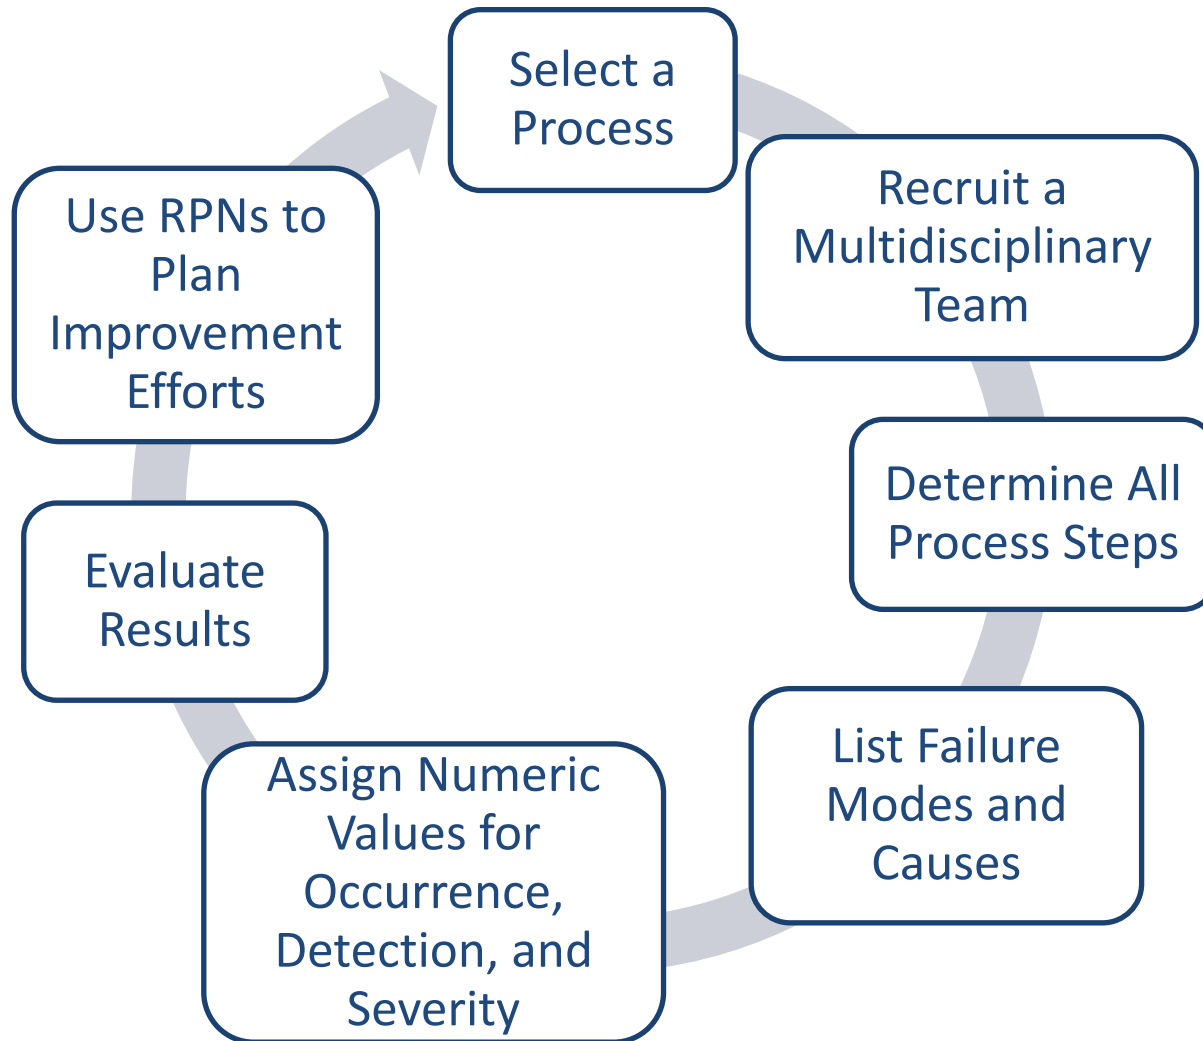 Select a
Process
Recruit a
Multidisciplinary
Team
Determine All
Process Steps
List Failure
Modes and
Causes
Assign Numeric
Values for
Occurrence,
Detection, and
Severity
Evaluate
Results
Use RPNs to
Plan
Improvement
Efforts